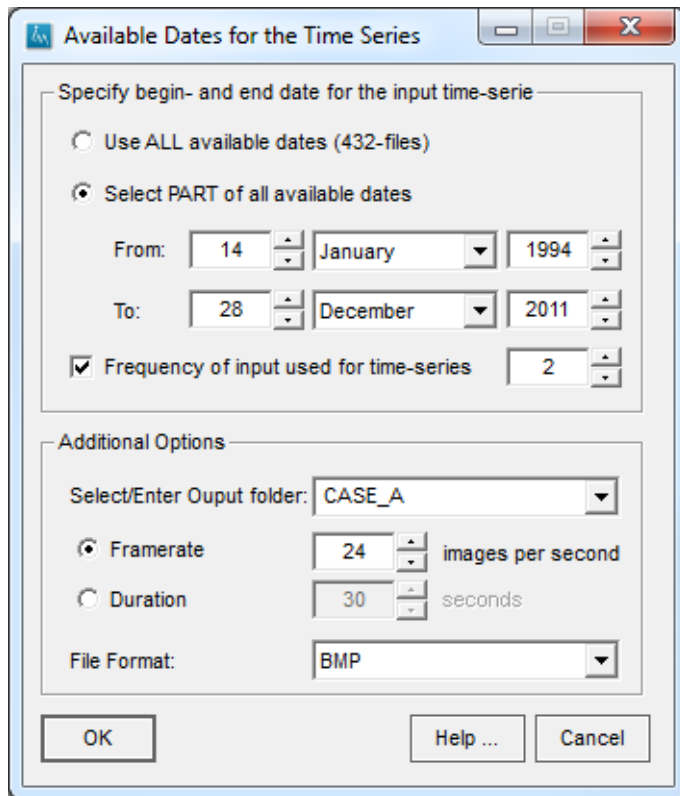 Available Dates for the Time Series
Specify begin- and end date for the input time-serie
Use ALL available dates (432-files)
Select PART of all available dates
From: 14 January 1994
To: 28 December 2011
Frequency of input used for time-series 2
Additional Options
Select/Enter Ouput folder: CASE_A
Framerate 24 images per second
Duration 30 seconds
File Format: BMP
OK Help ... Cancel